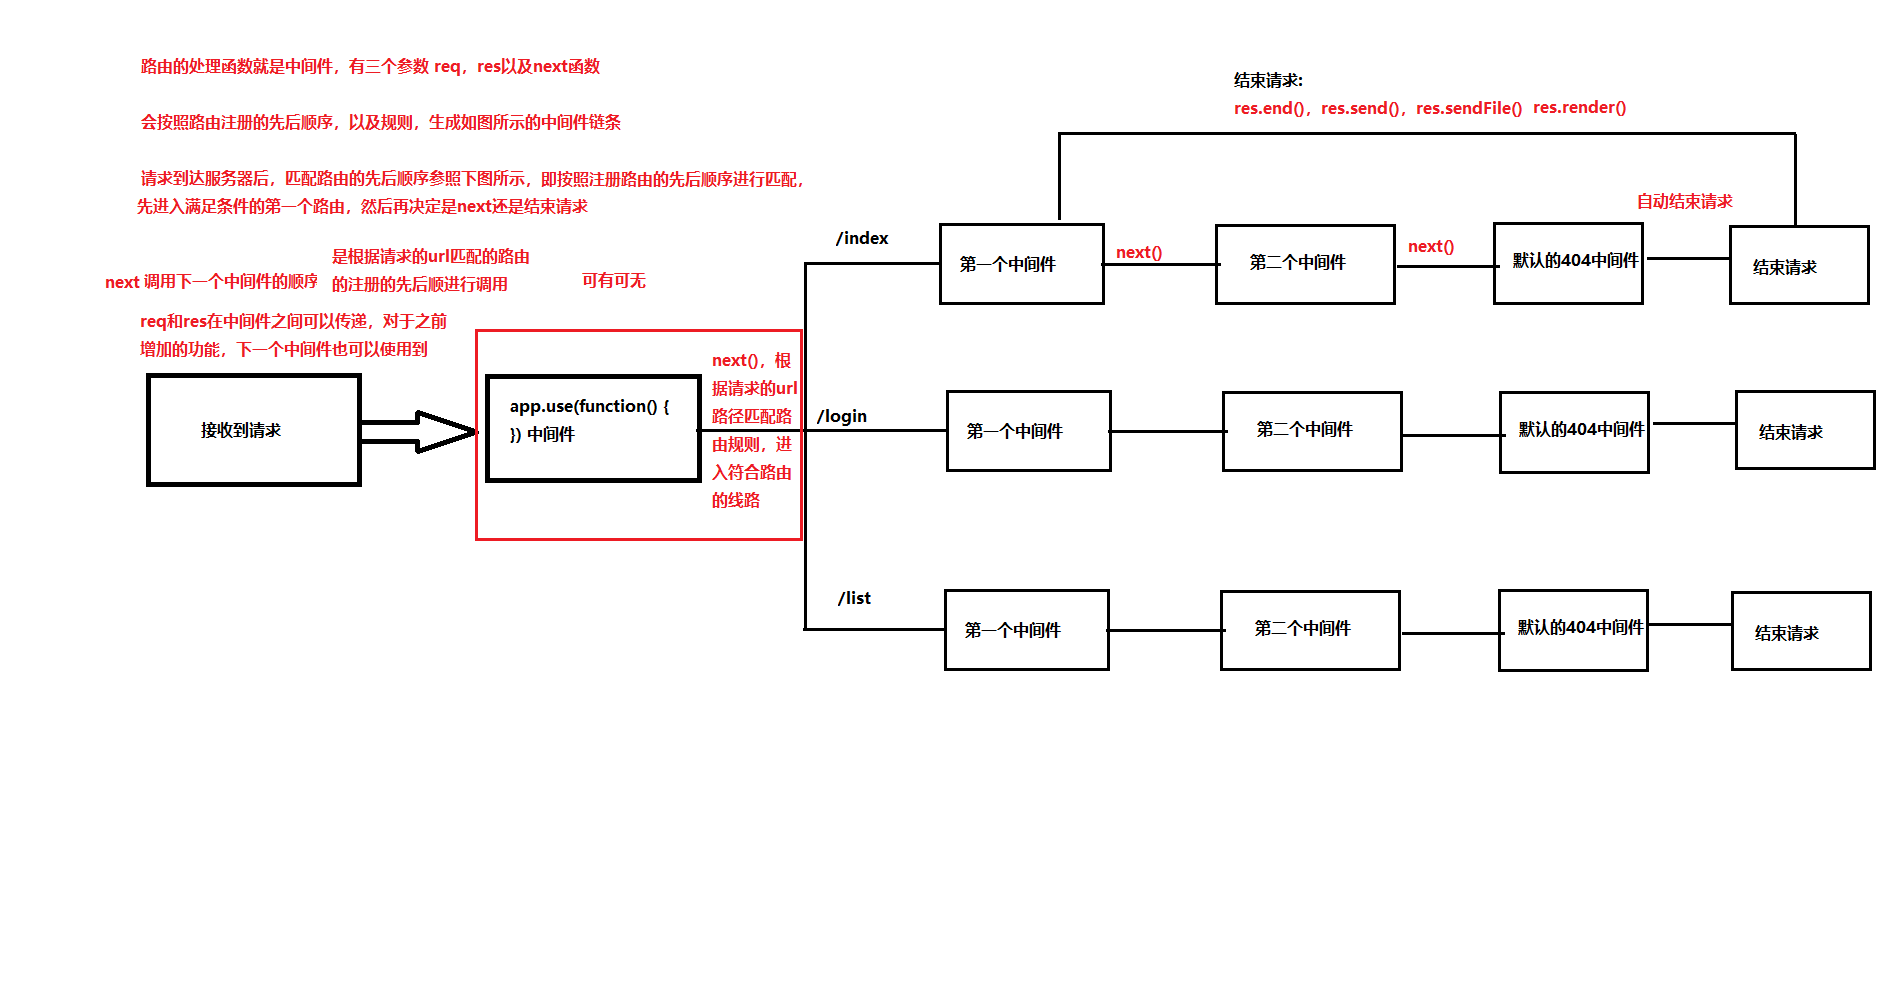 路由的处理函数就是中间件，有三个参数 req，res以及next函数
会按照路由注册的先后顺序，以及规则，生成如图所示的中间件链条
请求到达服务器后，匹配路由的先后顺序参照下图所示，即按照注册路由的先后顺序进行匹配，
先进入满足条件的第一个路由，然后再决定是next还是结束请求
next 调用下一个中间件的顺序
是根据请求的url匹配的路由
的注册的先后顺进行调用
可有可无
req和res在中间件之间可以传递，对于之前
增加的功能，下一个中间件也可以使用到
接收到请求
app.use(function() {
}) 中间件
next()，根
据请求的url
路径匹配路
由规则，进
入符合路由
的线路
结束请求:
res.end()，res.send()，res.sendFile() res.render()
自动结束请求
/index
第一个中间件
next()
第二个中间件
next()
默认的404中间件
结束请求
/login
第一个中间件
第二个中间件
默认的404中间件
结束请求
/list
第一个中间件
第二个中间件
默认的404中间件
结束请求